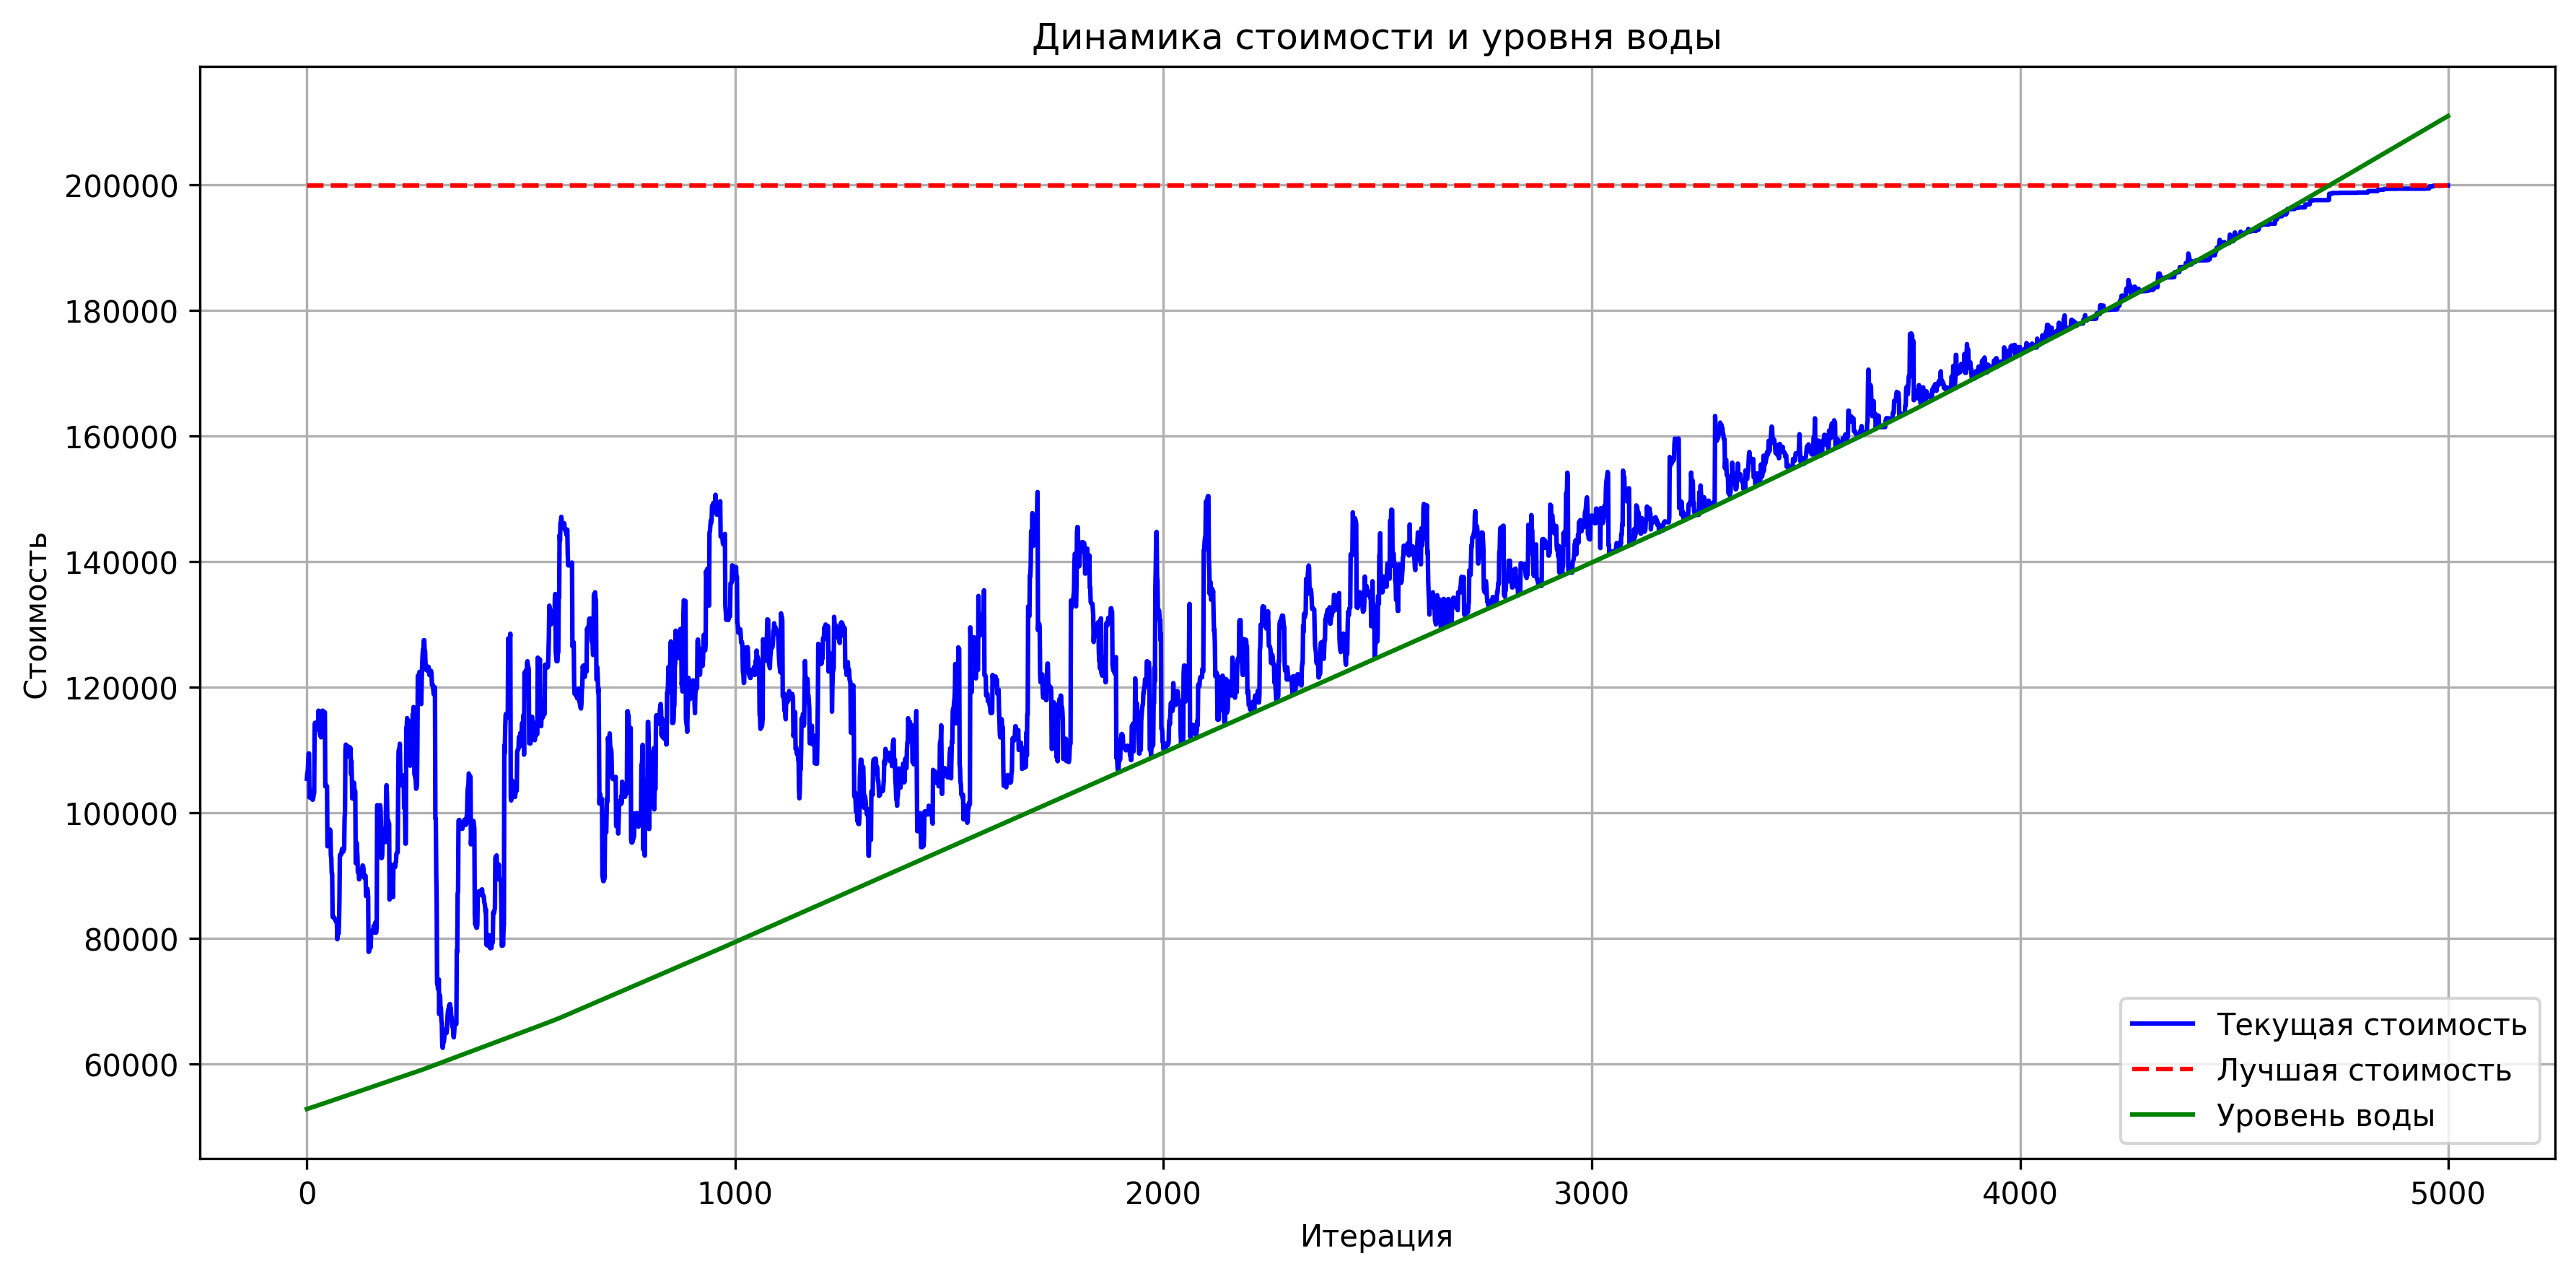 Динамика стоимости и уровня воды
Стоимость
200000
180000
160000
140000
120000
100000
80000
60000
0 1000 2000 3000 4000 5000
Итерация
Текущая стоимость
Лучшая стоимость
Уровень воды